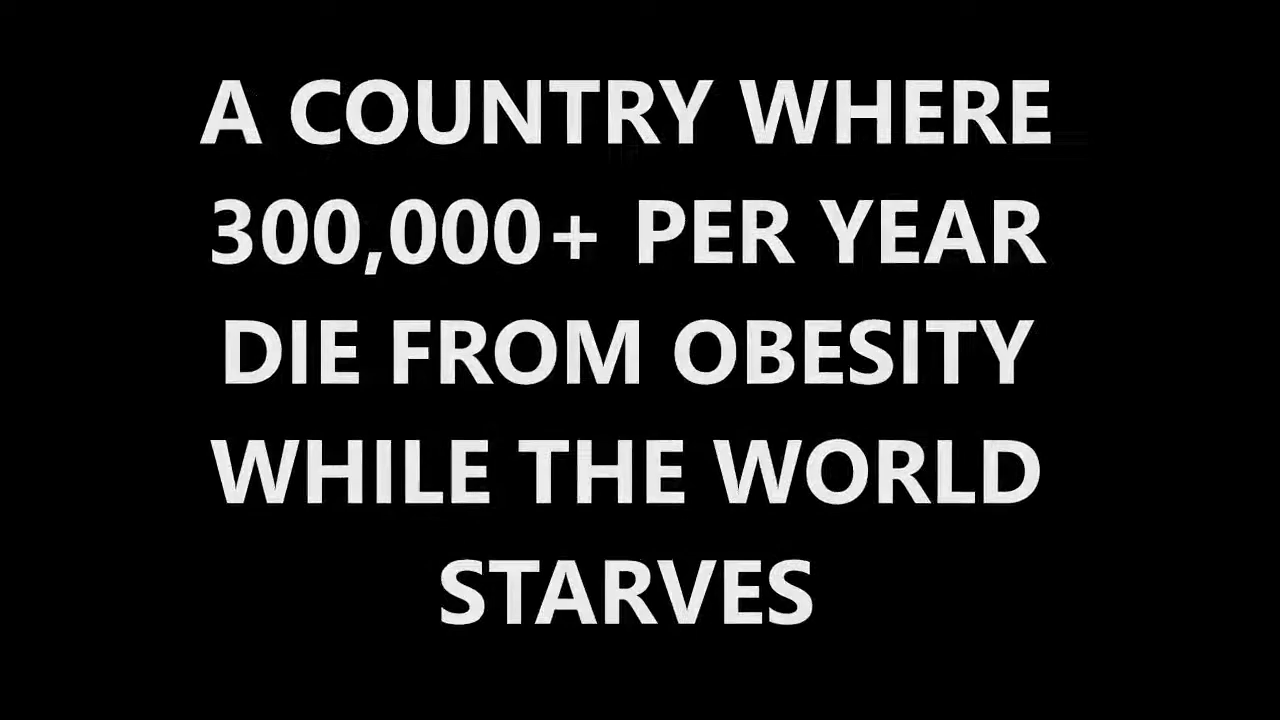 A COUNTRY WHERE
300,000+ PER YEAR
DIE FROM OBESITY
WHILE THE WORLD
STARVES